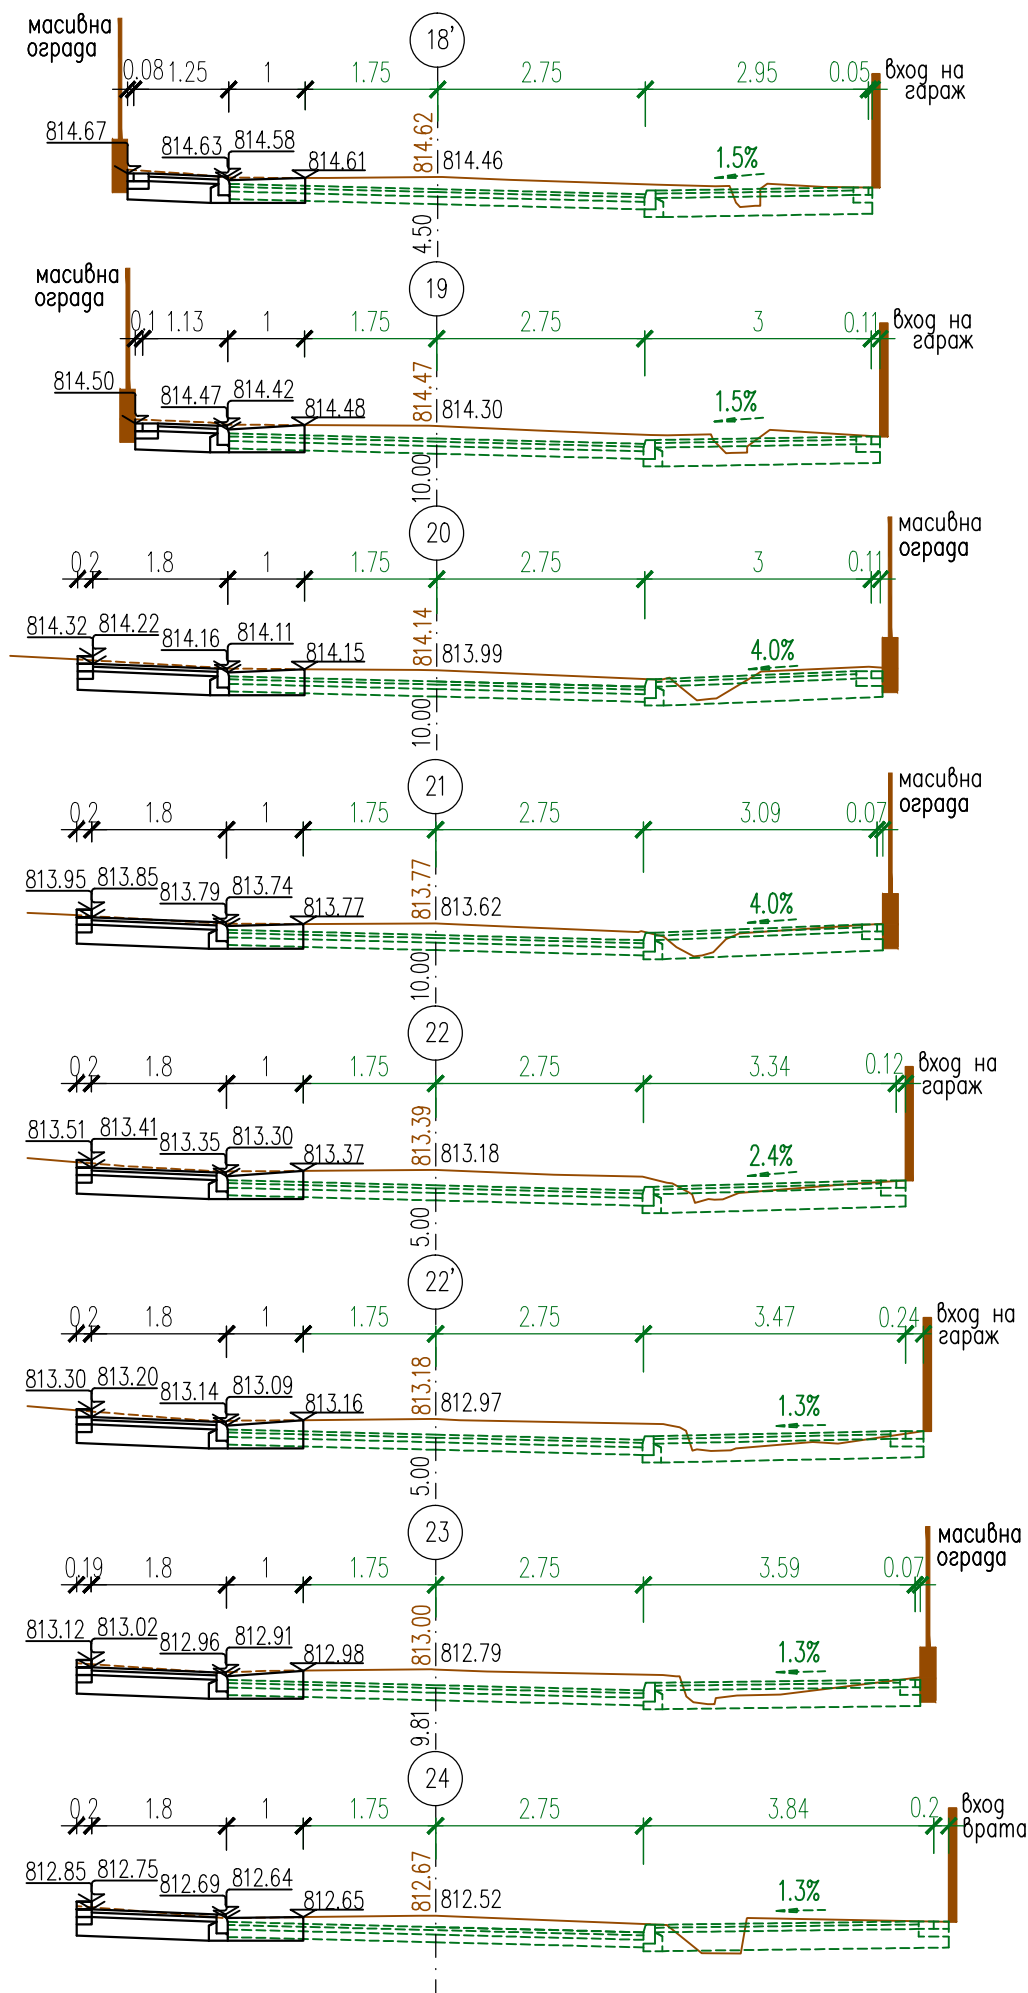 масивна
ограда
18'
0.08 1.25 1 1.75 2.75 2.95 0.05
вход на
гараж
814.67 814.63 814.58 814.61 814.62 814.46 1.5%
4.50
масивна
ограда
19
0.1 1.13 1 1.75 2.75 3 0.11
вход на
гараж
814.50 814.47 814.42 814.48 814.47 814.30 1.5%
10.00
20
масивна
ограда
0.2 1.8 1 1.75 2.75 3 0.11
814.32 814.22 814.16 814.11 814.15 814.14 813.99 4.0%
10.00
21
масивна
ограда
0.2 1.8 1 1.75 2.75 3.09 0.07
813.95 813.85 813.79 813.74 813.77 813.77 813.62 4.0%
10.00
22
0.2 1.8 1 1.75 2.75 3.34 0.12
вход на
гараж
813.51 813.41 813.35 813.30 813.37 813.39 813.18 2.4%
5.00
22'
0.2 1.8 1 1.75 2.75 3.47 0.24
вход на
гараж
813.30 813.20 813.14 813.09 813.16 813.18 812.97 1.3%
5.00
23
масивна
ограда
0.19 1.8 1 1.75 2.75 3.59 0.07
813.12 813.02 812.96 812.91 812.98 813.00 812.79 1.3%
9.81
24
0.2 1.8 1 1.75 2.75 3.84 0.2
вход
врата
812.85 812.75 812.69 812.64 812.65 812.67 812.52 1.3%